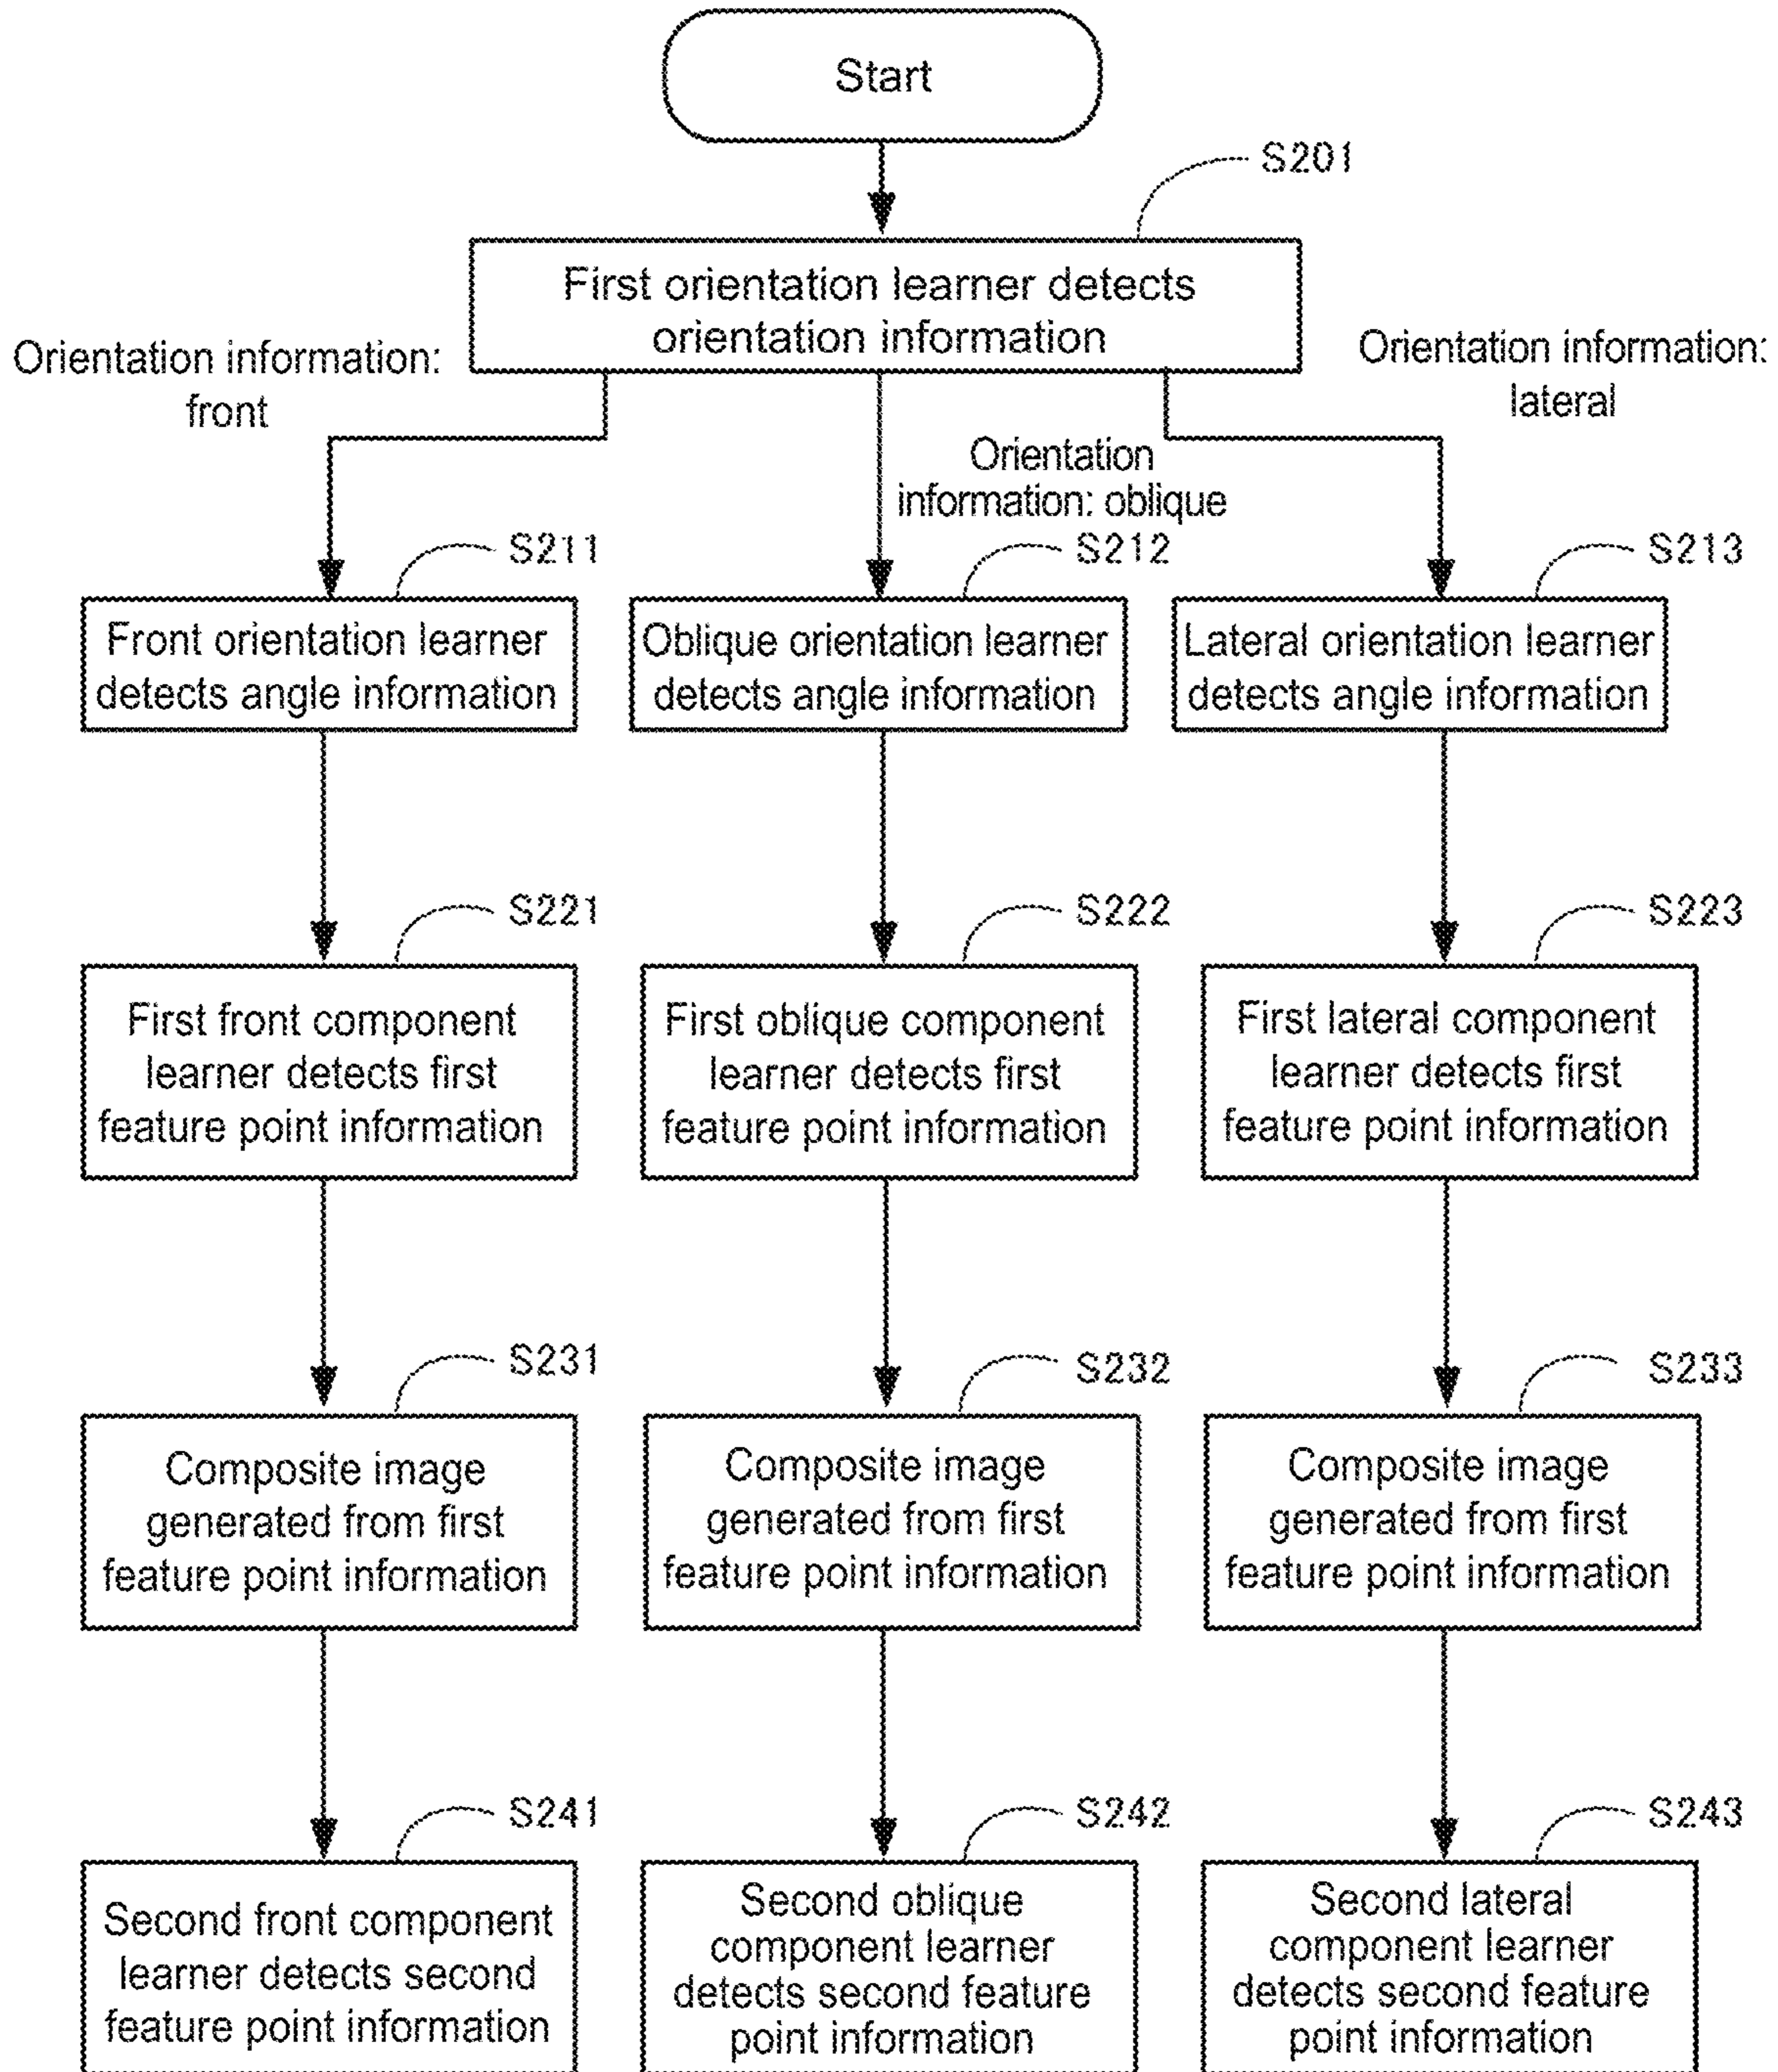 Start
S201
First orientation learner detects
orientation information
Orientation information:
front
Orientation
information: oblique
Orientation information:
lateral
S211
Front orientation learner
detects angle information
S212
Oblique orientation learner
detects angle information
S213
Lateral orientation learner
detects angle information
S221
First front component
learner detects first
feature point information
S222
First oblique component
learner detects first
feature point information
S223
First lateral component
learner detects first
feature point information
S231
Composite image
generated from first
feature point information
S232
Composite image
generated from first
feature point information
S233
Composite image
generated from first
feature point information
S241
Second front component
learner detects second
feature point information
S242
Second oblique
component learner
detects second feature
point information
S243
Second lateral
component learner
detects second feature
point information